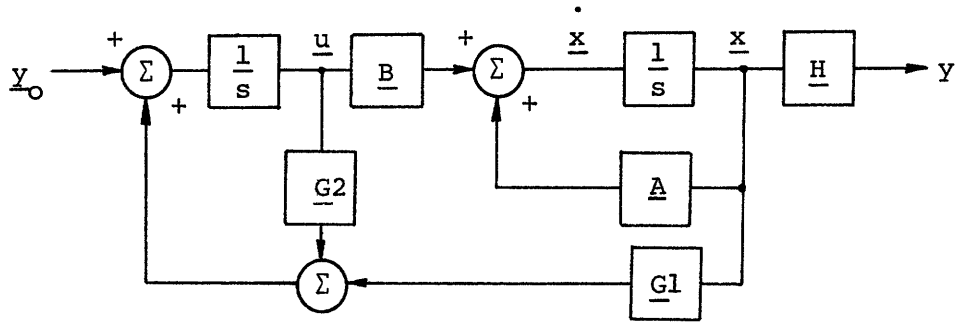 + Σ + 1/s u B + Σ + ẋ 1/s x H y
y₀
G2
A
Σ
G1